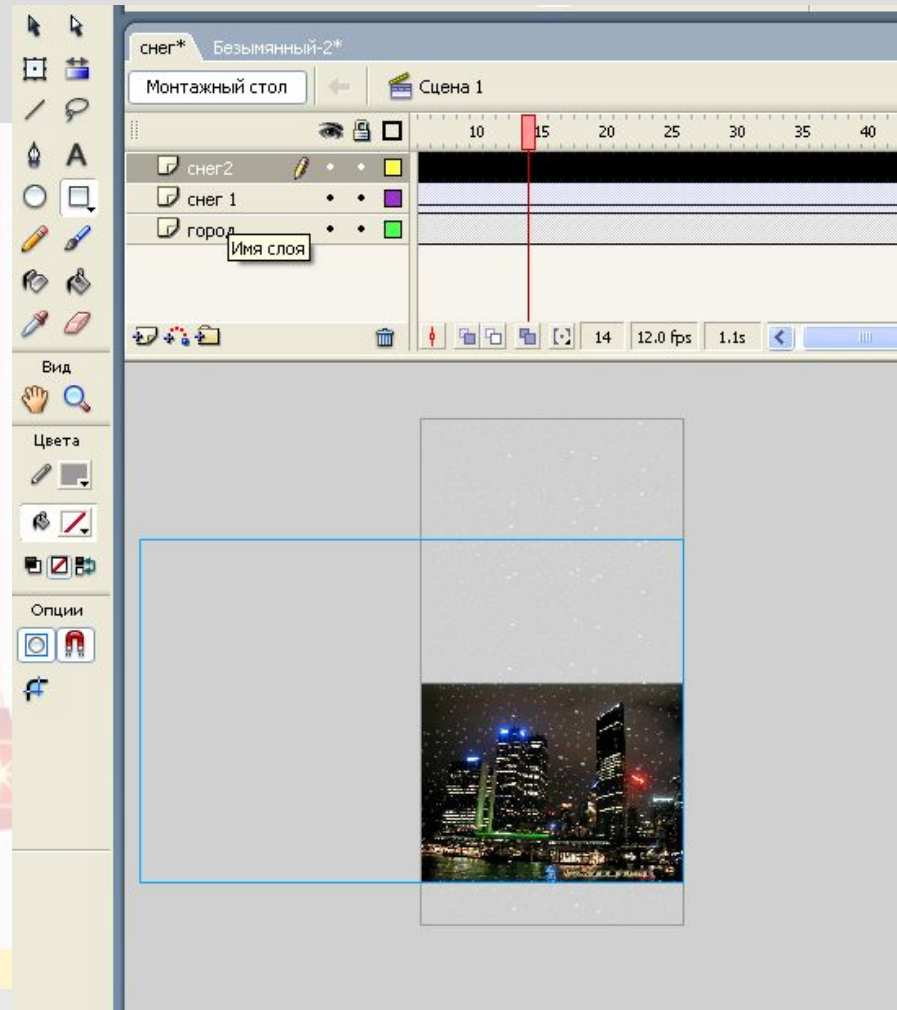 снег* Безымянный-2*
Монтажный стол Сцена 1
10 15 20 25 30 35 40
снег2
снег 1
город
Имя слоя
14 12.0 fps 1.1s
Вид
Цвета
Опции
A